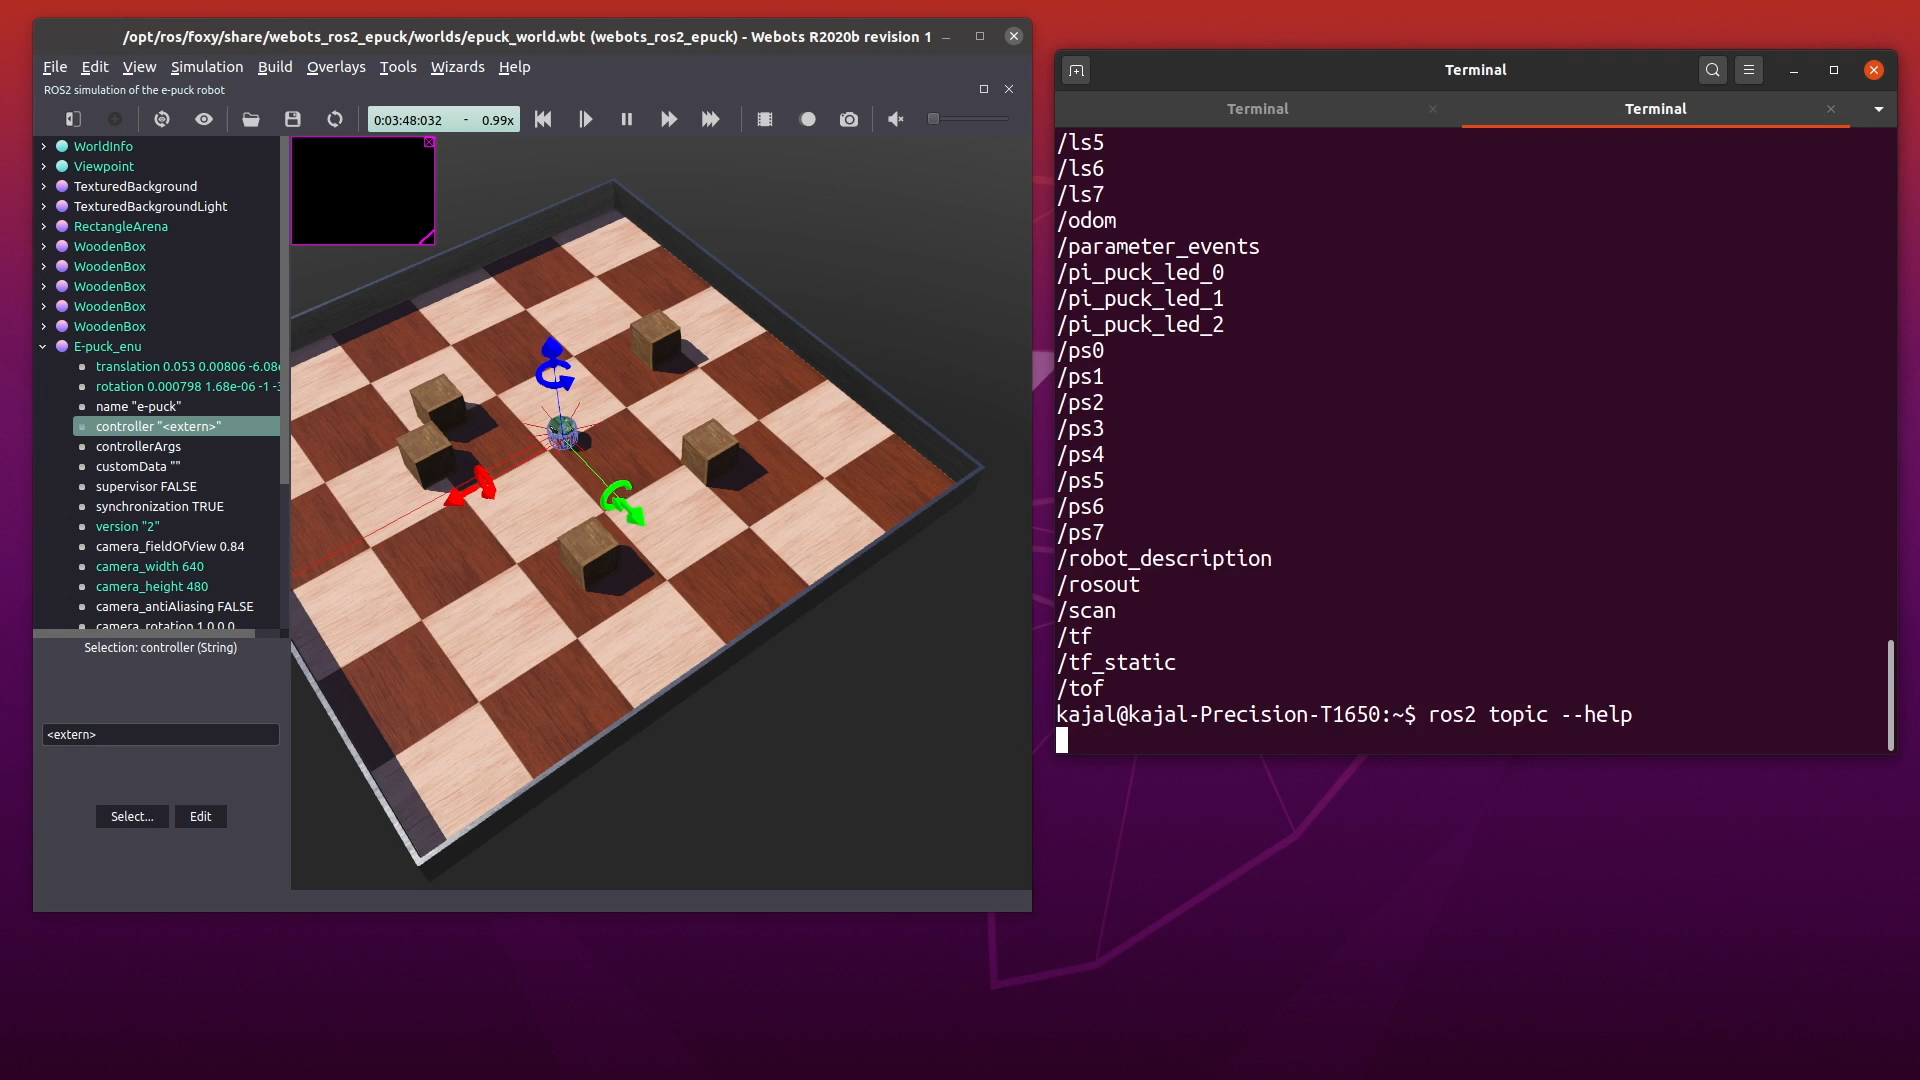 /opt/ros/foxy/share/webots_ros2_epuck/worlds/epuck_world.wbt (webots_ros2_epuck) - Webots R2020b revision 1
File Edit View Simulation Build Overlays Tools Wizards Help
ROS2 simulation of the e-puck robot
0:03:48:032 - 0.99x
WorldInfo
Viewpoint
TexturedBackground
TexturedBackgroundLight
RectangleArena
WoodenBox
WoodenBox
WoodenBox
WoodenBox
WoodenBox
E-puck_enu
translation 0.053 0.00806 -6.08
rotation 0.000798 1.68e-06 -1 -
name "e-puck"
controller "<extern>"
controllerArgs
customData ""
supervisor FALSE
synchronization TRUE
version "2"
camera_fieldOfView 0.84
camera_width 640
camera_height 480
camera_antiAliasing FALSE
camera_rotation 1 0 0 0
Selection: controller (String)
<extern>
Select... Edit
Terminal
Terminal Terminal
/ls5
/ls6
/ls7
/odom
/parameter_events
/pi_puck_led_0
/pi_puck_led_1
/pi_puck_led_2
/ps0
/ps1
/ps2
/ps3
/ps4
/ps5
/ps6
/ps7
/robot_description
/rosout
/scan
/tf
/tf_static
/tof
kajal@kajal-Precision-T1650:~$ ros2 topic --help